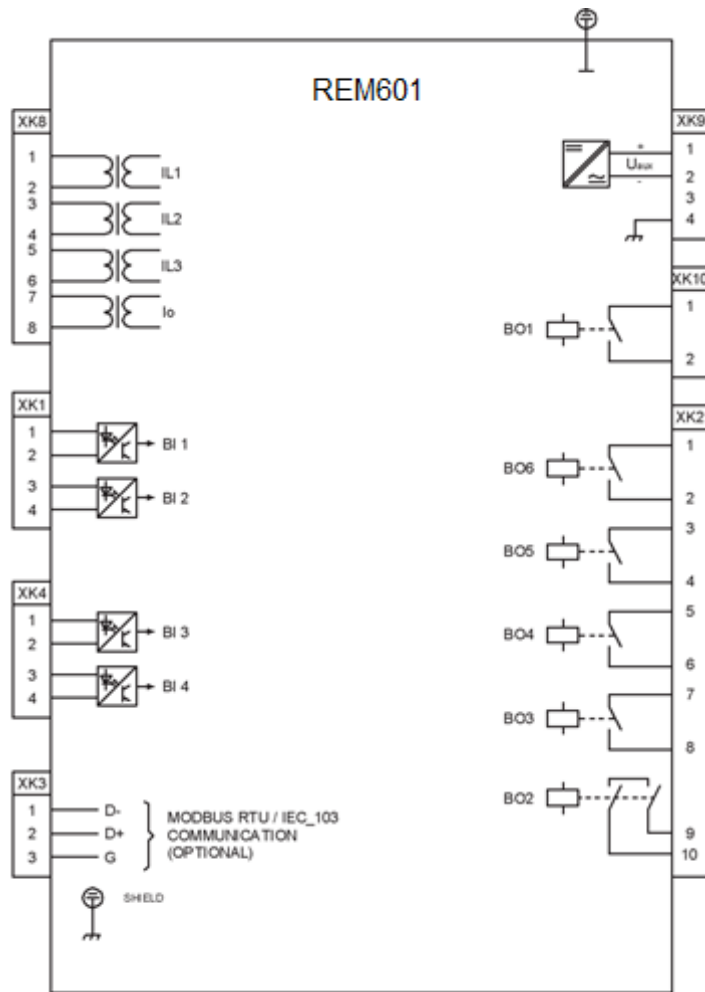 REM601
XK8
1
2
3
4
5
6
7
8
IL1
IL2
IL3
Io
XK1
1
2
3
4
BI 1
BI 2
XK4
1
2
3
4
BI 3
BI 4
XK3
1
2
3
D-
D+
G
MODBUS RTU / IEC_103
COMMUNICATION
(OPTIONAL)
SHIELD
XK9
1
2
3
4
+
Uaux
-
XK10
1
2
BO1
XK2
1
2
3
4
5
6
7
8
9
10
BO6
BO5
BO4
BO3
BO2